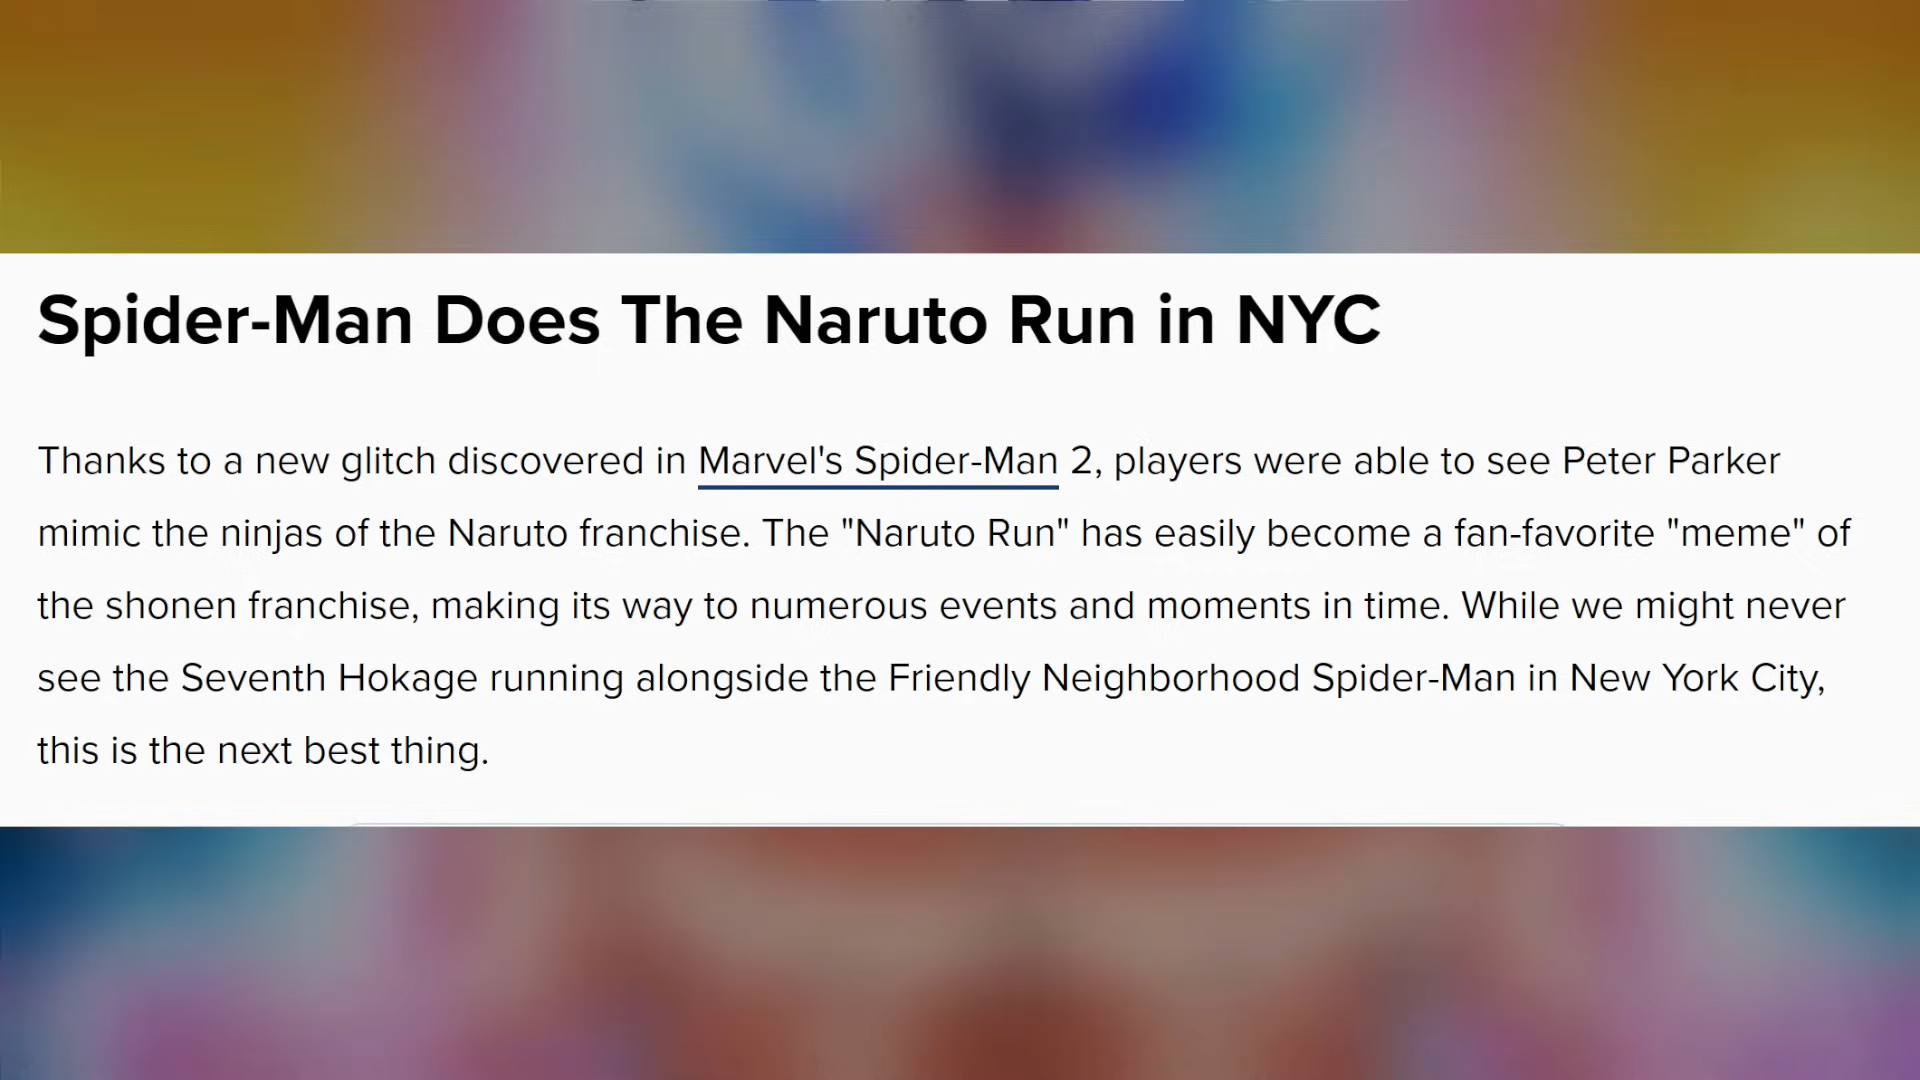 Spider-Man Does The Naruto Run in NYC
Thanks to a new glitch discovered in Marvel's Spider-Man 2, players were able to see Peter Parker
mimic the ninjas of the Naruto franchise. The "Naruto Run" has easily become a fan-favorite "meme" of
the shonen franchise, making its way to numerous events and moments in time. While we might never
see the Seventh Hokage running alongside the Friendly Neighborhood Spider-Man in New York City,
this is the next best thing.